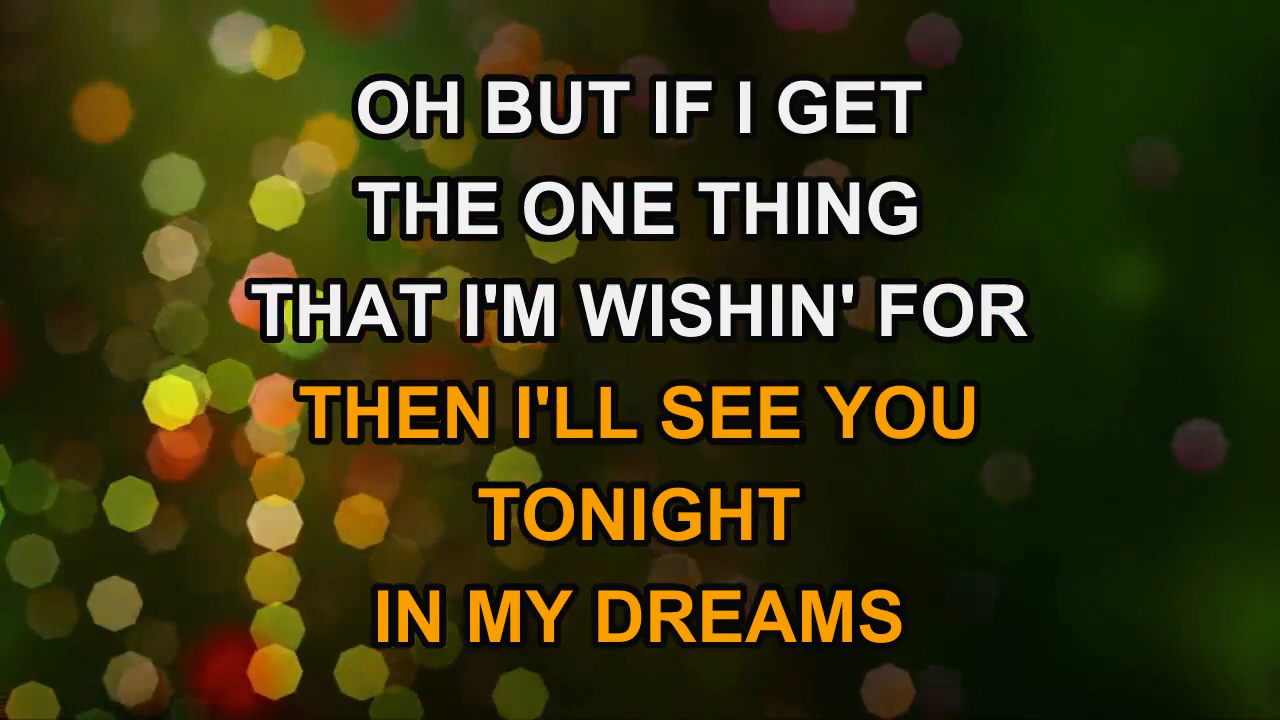 OH BUT IF I GET
THE ONE THING
THAT I'M WISHIN' FOR
THEN I'LL SEE YOU
TONIGHT
IN MY DREAMS